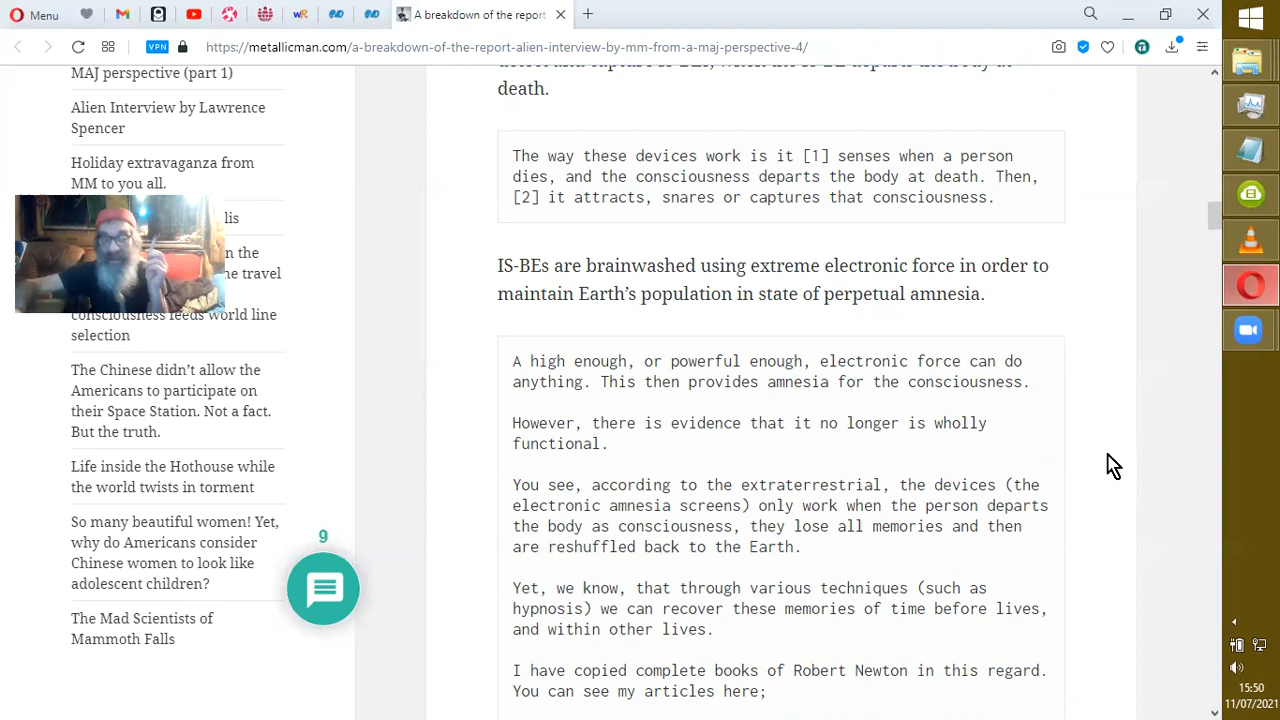 Menu
A breakdown of the report
VPN
https://metallicman.com/a-breakdown-of-the-report-alien-interview-by-mm-from-a-maj-perspective-4/
MAJ perspective (part 1)
Alien Interview by Lawrence
Spencer
Holiday extravaganza from
MM to you all.
lis
n the
ne travel
consciousness feeds world line
selection
The Chinese didn't allow the
Americans to participate on
their Space Station. Not a fact.
But the truth.
Life inside the Hothouse while
the world twists in torment
So many beautiful women! Yet,
why do Americans consider
Chinese women to look like
adolescent children?
The Mad Scientists of
Mammoth Falls
9
death.
The way these devices work is it [1] senses when a person
dies, and the consciousness departs the body at death. Then,
[2] it attracts, snares or captures that consciousness.
IS-BEs are brainwashed using extreme electronic force in order to
maintain Earth's population in state of perpetual amnesia.
A high enough, or powerful enough, electronic force can do
anything. This then provides amnesia for the consciousness.
However, there is evidence that it no longer is wholly
functional.
You see, according to the extraterrestrial, the devices (the
electronic amnesia screens) only work when the person departs
the body as consciousness, they lose all memories and then
are reshuffled back to the Earth.
Yet, we know, that through various techniques (such as
hypnosis) we can recover these memories of time before lives,
and within other lives.
I have copied complete books of Robert Newton in this regard.
You can see my articles here;
15:50
11/07/2021